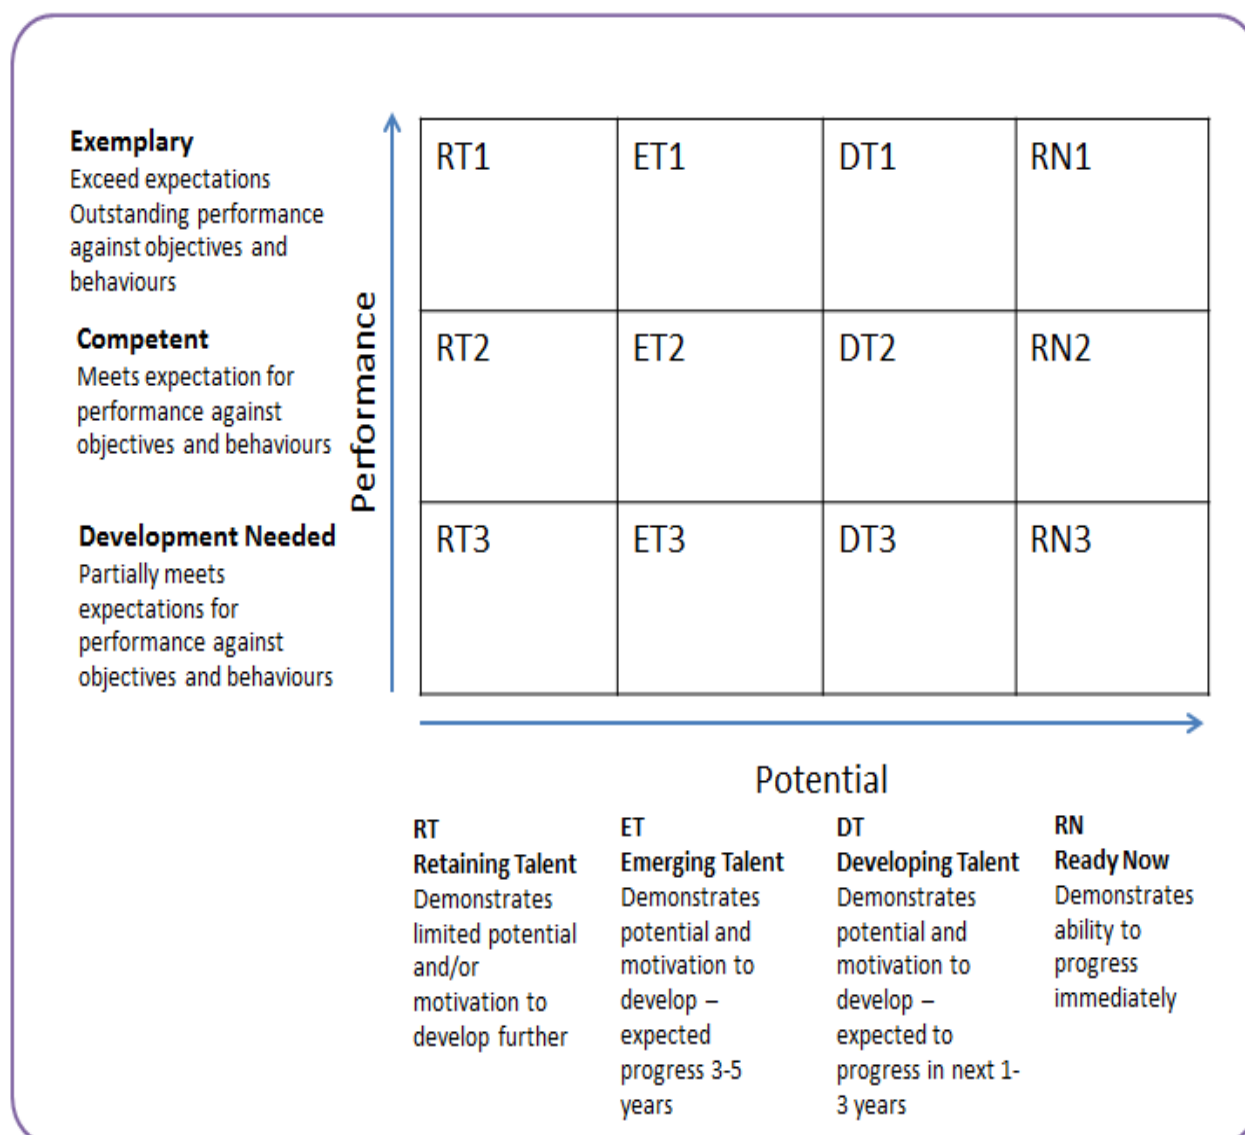 Exemplary
Exceed expectations
Outstanding performance
against objectives and
behaviours
Competent
Meets expectation for
performance against
objectives and behaviours
Development Needed
Partially meets
expectations for
performance against
objectives and behaviours
Performance
RT1 ET1 DT1 RN1
RT2 ET2 DT2 RN2
RT3 ET3 DT3 RN3
Potential
RT
Retaining Talent
Demonstrates
limited potential
and/or
motivation to
develop further
ET
Emerging Talent
Demonstrates
potential and
motivation to
develop –
expected
progress 3-5
years
DT
Developing Talent
Demonstrates
potential and
motivation to
develop –
expected to
progress in next 1-
3 years
RN
Ready Now
Demonstrates
ability to
progress
immediately